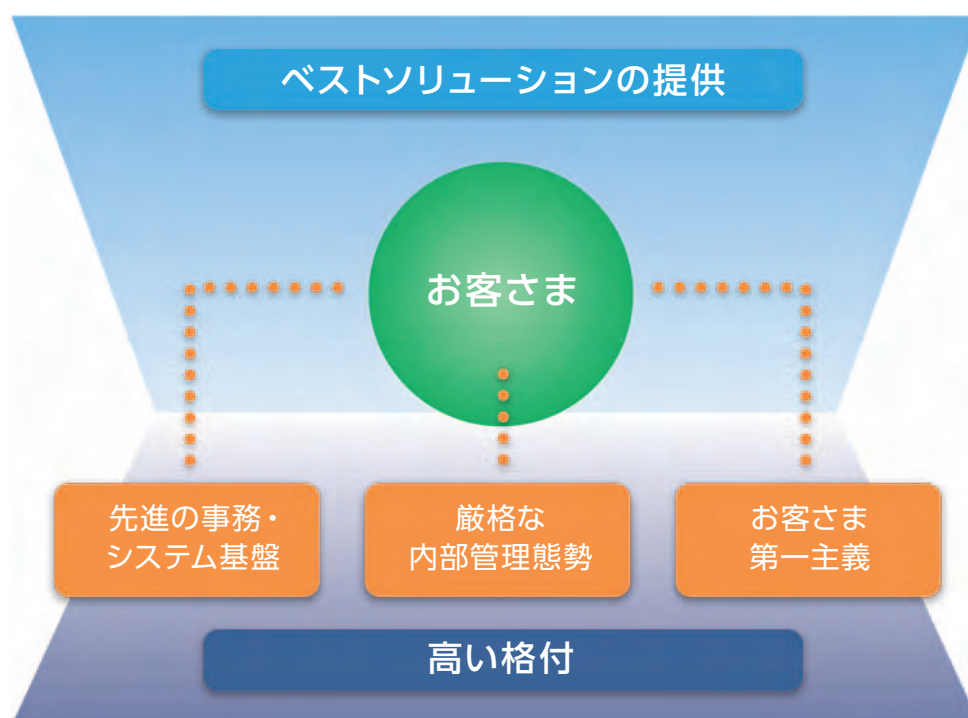 ベストソリューションの提供
お客さま
先進の事務・
システム基盤
厳格な
内部管理態勢
お客さま
第一主義
高い格付